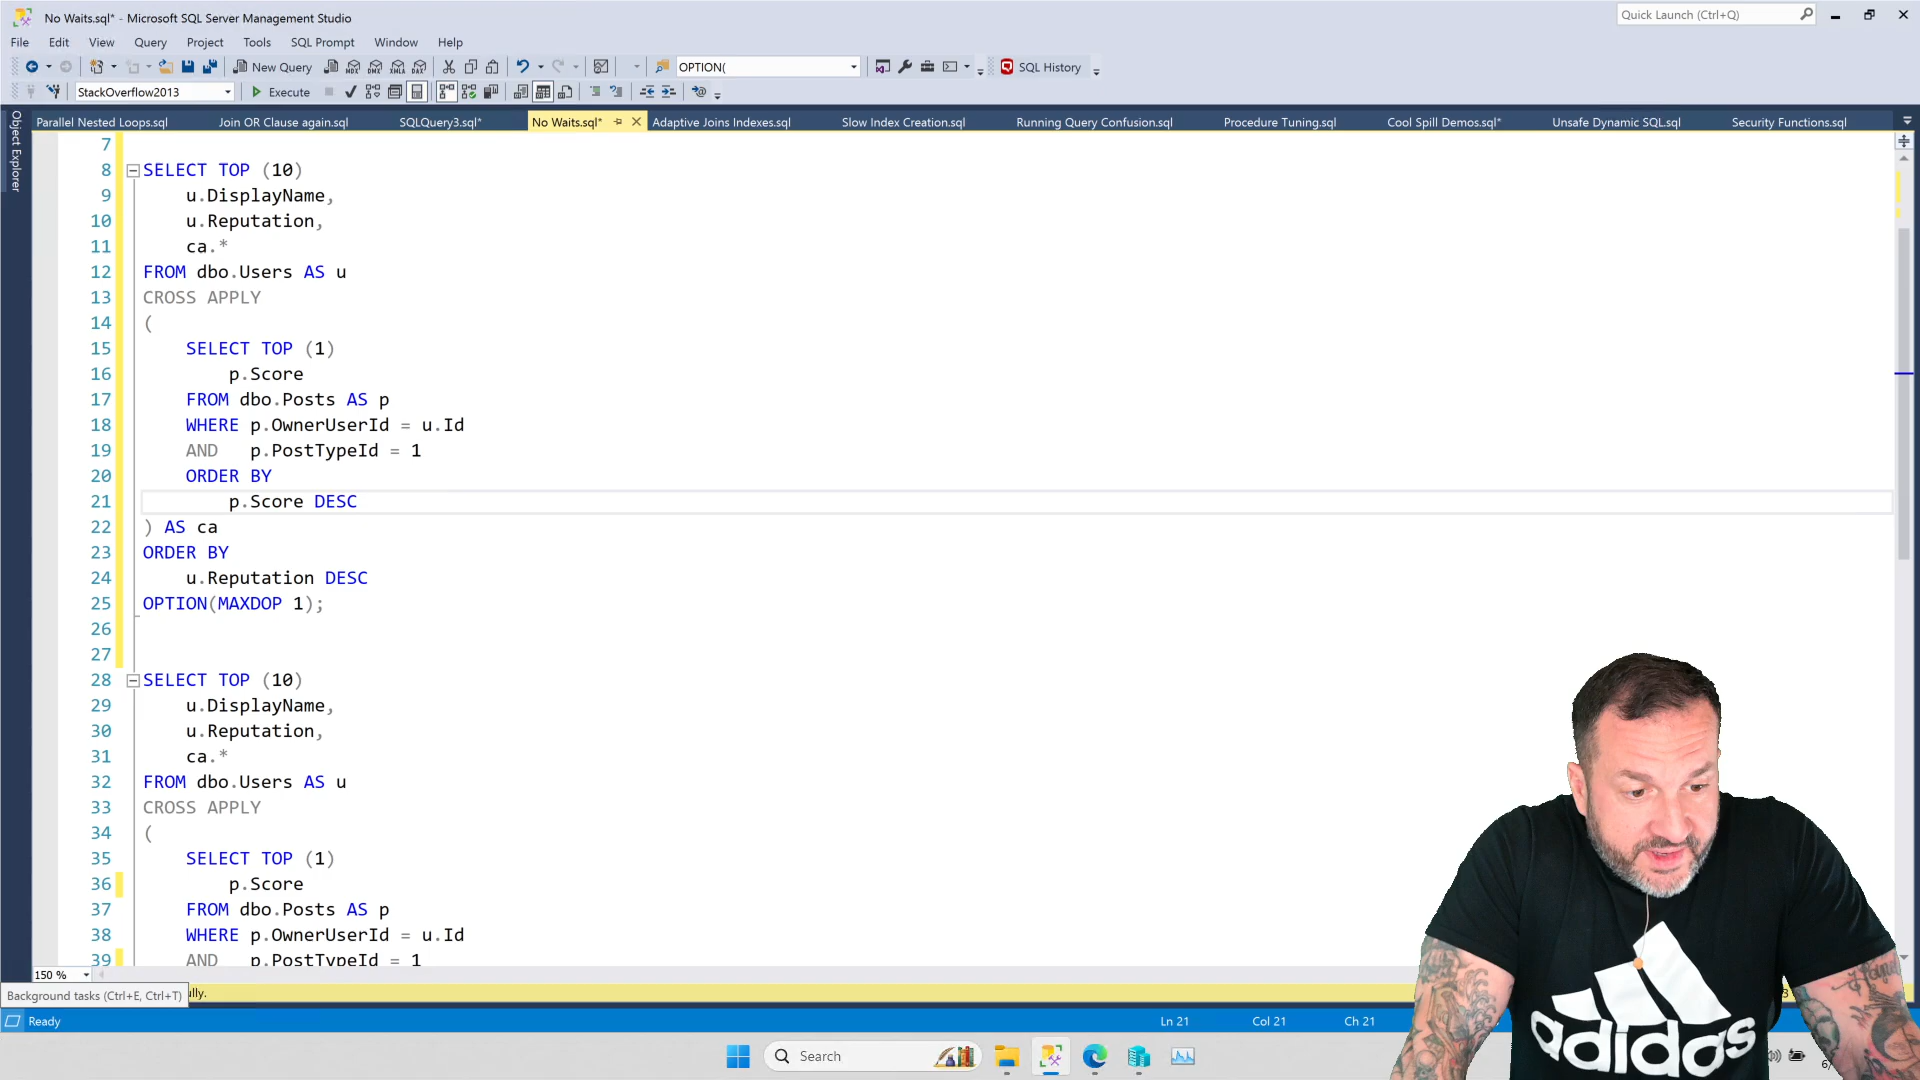 No Waits.sql* - Microsoft SQL Server Management Studio
Quick Launch (Ctrl+Q)
File Edit View Query Project Tools SQL Prompt Window Help
New Query
OPTION(
SQL History
StackOverflow2013
Execute
Object Explorer
Parallel Nested Loops.sql
Join OR Clause again.sql
SQLQuery3.sql*
No Waits.sql*
Adaptive Joins Indexes.sql
Slow Index Creation.sql
Running Query Confusion.sql
Procedure Tuning.sql
Cool Spill Demos.sql*
Unsafe Dynamic SQL.sql
Security Functions.sql
7
8 SELECT TOP (10)
9 u.DisplayName,
10 u.Reputation,
11 ca.*
12 FROM dbo.Users AS u
13 CROSS APPLY
14 (
15 SELECT TOP (1)
16 p.Score
17 FROM dbo.Posts AS p
18 WHERE p.OwnerUserId = u.Id
19 AND p.PostTypeId = 1
20 ORDER BY
21 p.Score DESC
22 ) AS ca
23 ORDER BY
24 u.Reputation DESC
25 OPTION(MAXDOP 1);
26
27
28 SELECT TOP (10)
29 u.DisplayName,
30 u.Reputation,
31 ca.*
32 FROM dbo.Users AS u
33 CROSS APPLY
34 (
35 SELECT TOP (1)
36 p.Score
37 FROM dbo.Posts AS p
38 WHERE p.OwnerUserId = u.Id
39 AND p.PostTypeId = 1
150 %
Background tasks (Ctrl+E, Ctrl+T)
ully.
Ready
Ln 21
Col 21
Ch 21
Search
adidas